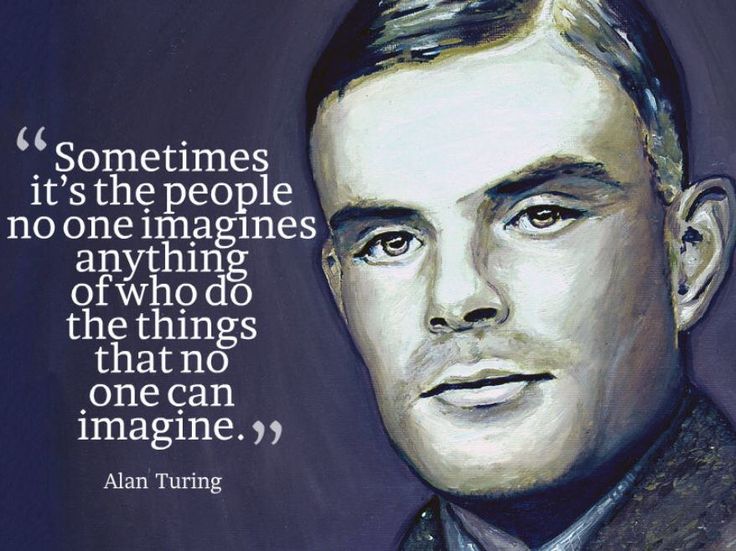 “Sometimes
it’s the people
no one imagines
anything
of who do
the things
that no
one can
imagine.”
Alan Turing